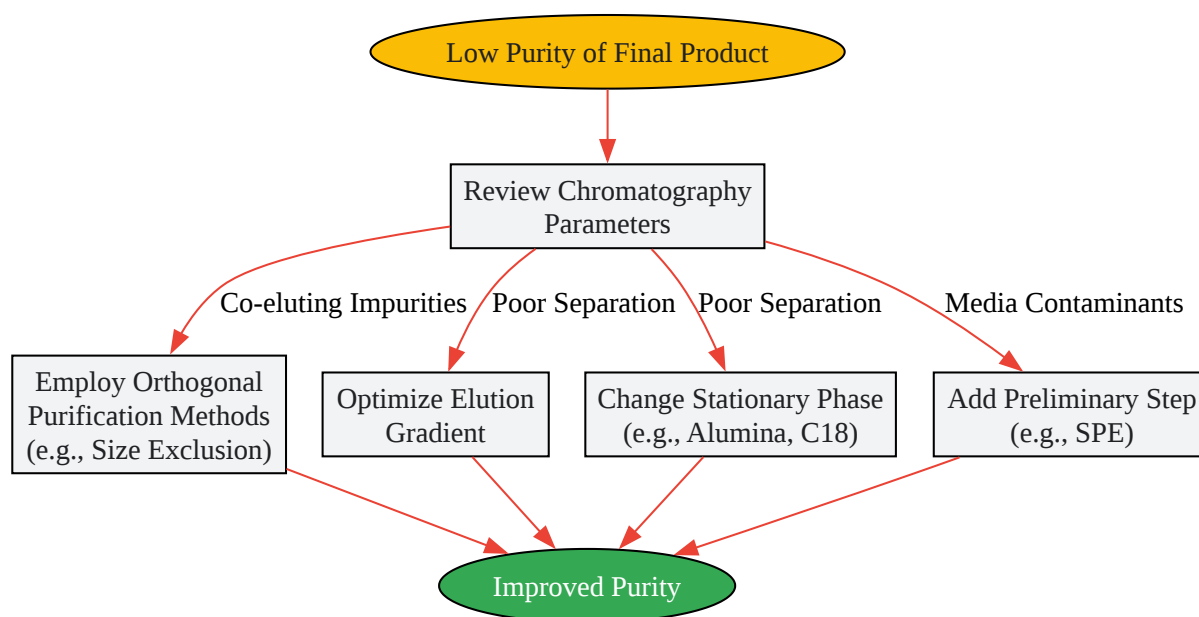 Low Purity of Final Product
Review Chromatography
Parameters
Co-eluting Impurities
Poor Separation
Poor Separation
Media Contaminants
Employ Orthogonal
Purification Methods
(e.g., Size Exclusion)
Optimize Elution
Gradient
Change Stationary Phase
(e.g., Alumina, C18)
Add Preliminary Step
(e.g., SPE)
Improved Purity